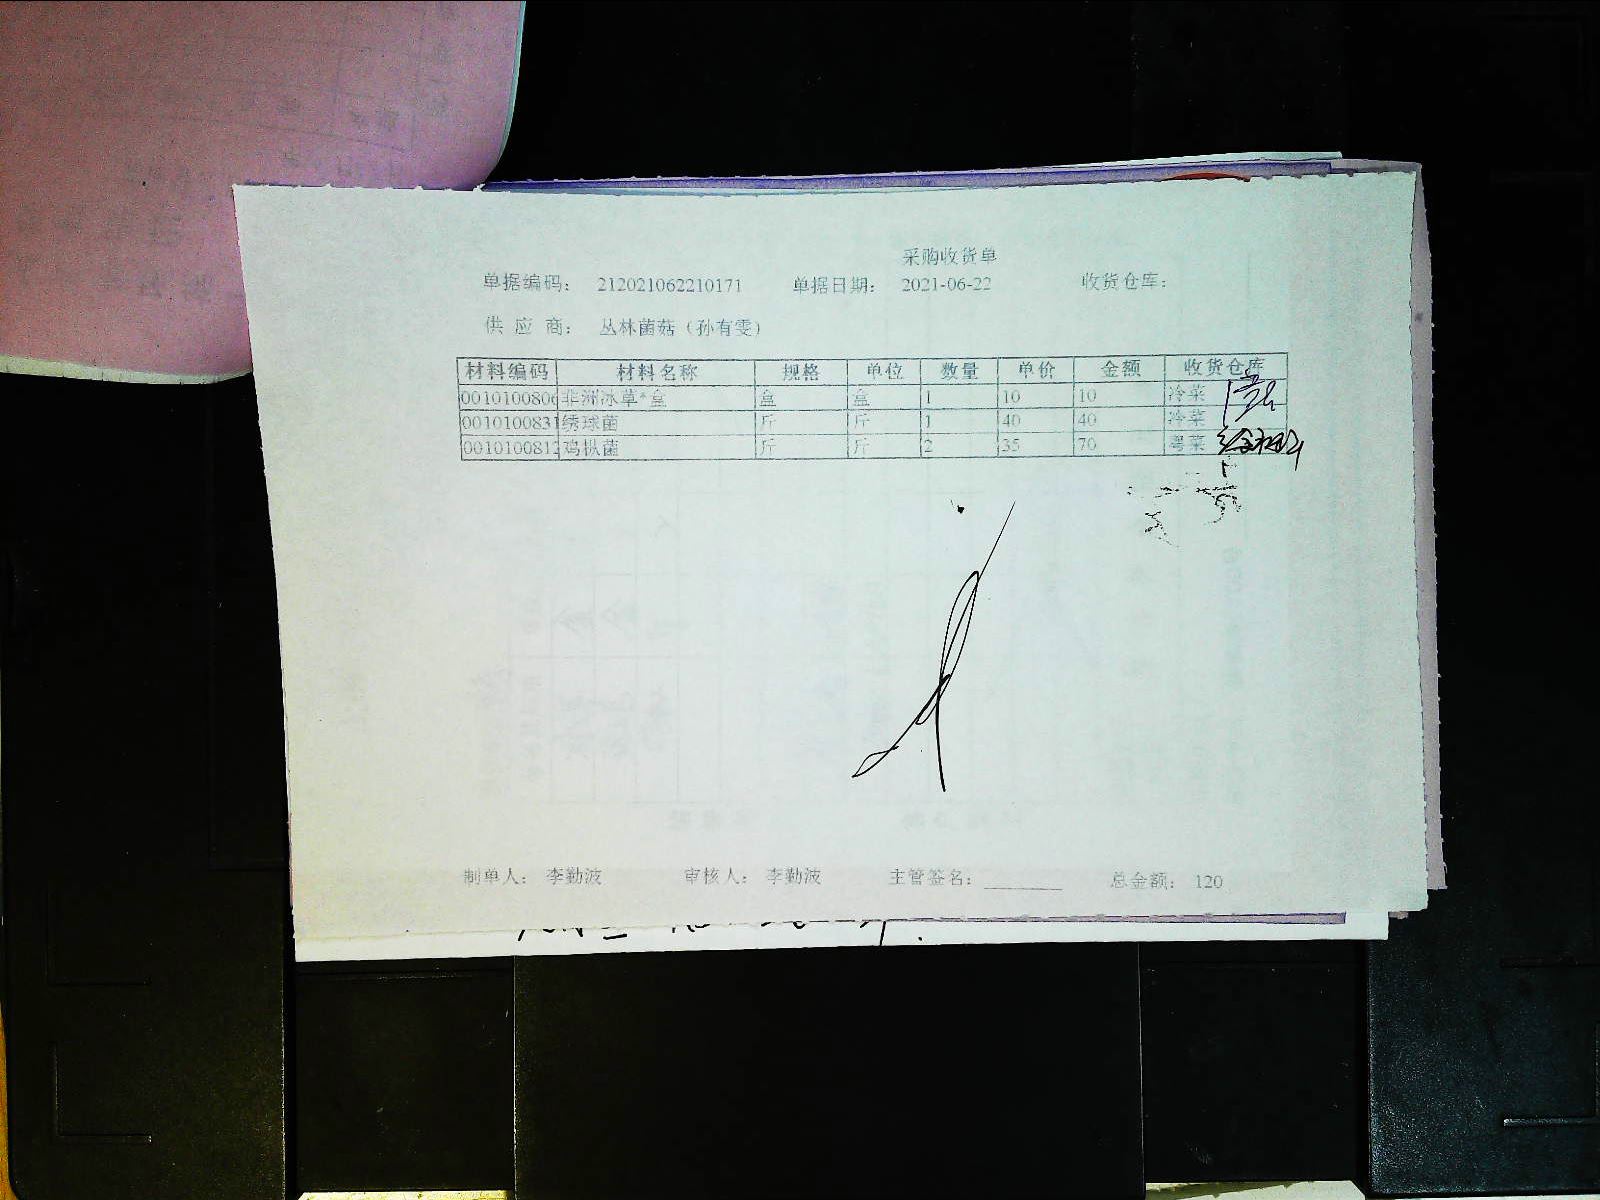 采购收货单
单据编码： 212021062210171 单据日期： 2021-06-22 收货仓库：
供 应 商： 丛林菌菇（孙有雯）
材料编码 材料名称 规格 单位 数量 单价 金额 收货仓库
0010100806 非洲冰草*盒 盒 盒 1 10 10 冷菜
0010100831 绣球菌 斤 斤 1 40 40 冷菜
0010100812 鸡枞菌 斤 斤 2 35 70 粤菜
制单人： 李勤波 审核人： 李勤波 主管签名： 总金额： 120